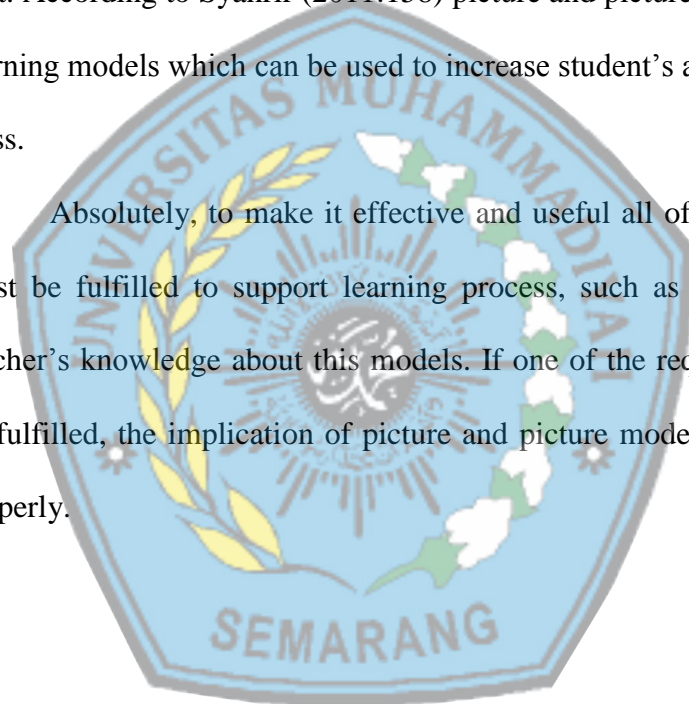 According to Syahrir (2011:158) picture and picture
rning models which can be used to increase student's a
ss.
Absolutely, to make it effective and useful all of
st be fulfilled to support learning process, such as
cher's knowledge about this models. If one of the rec
fulfilled, the implication of picture and picture mode
perly.
UNIVERSITAS MUHAMMADIYAH
SEMARANG